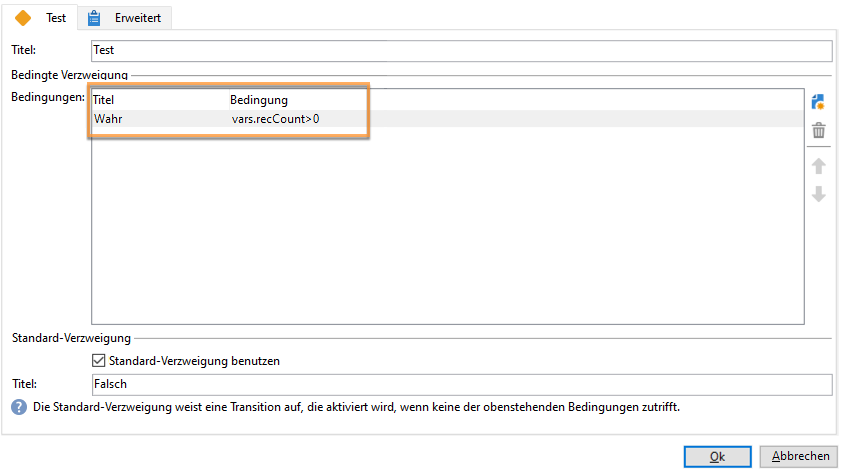 Test Erweitert
Titel: Test
Bedingte Verzweigung
Bedingungen: Titel Bedingung
Wahr vars.recCount>0
Standard-Verzweigung
Standard-Verzweigung benutzen
Titel: Falsch
Die Standard-Verzweigung weist eine Transition auf, die aktiviert wird, wenn keine der obenstehenden Bedingungen zutrifft.
Ok Abbrechen